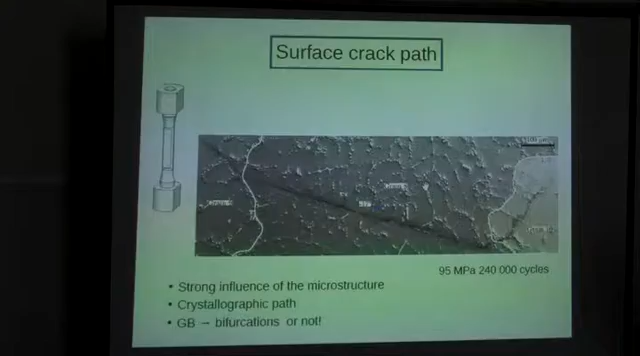 Surface crack path
95 MPa 240 000 cycles
• Strong influence of the microstructure
• Crystallographic path
• GB – bifurcations or not!